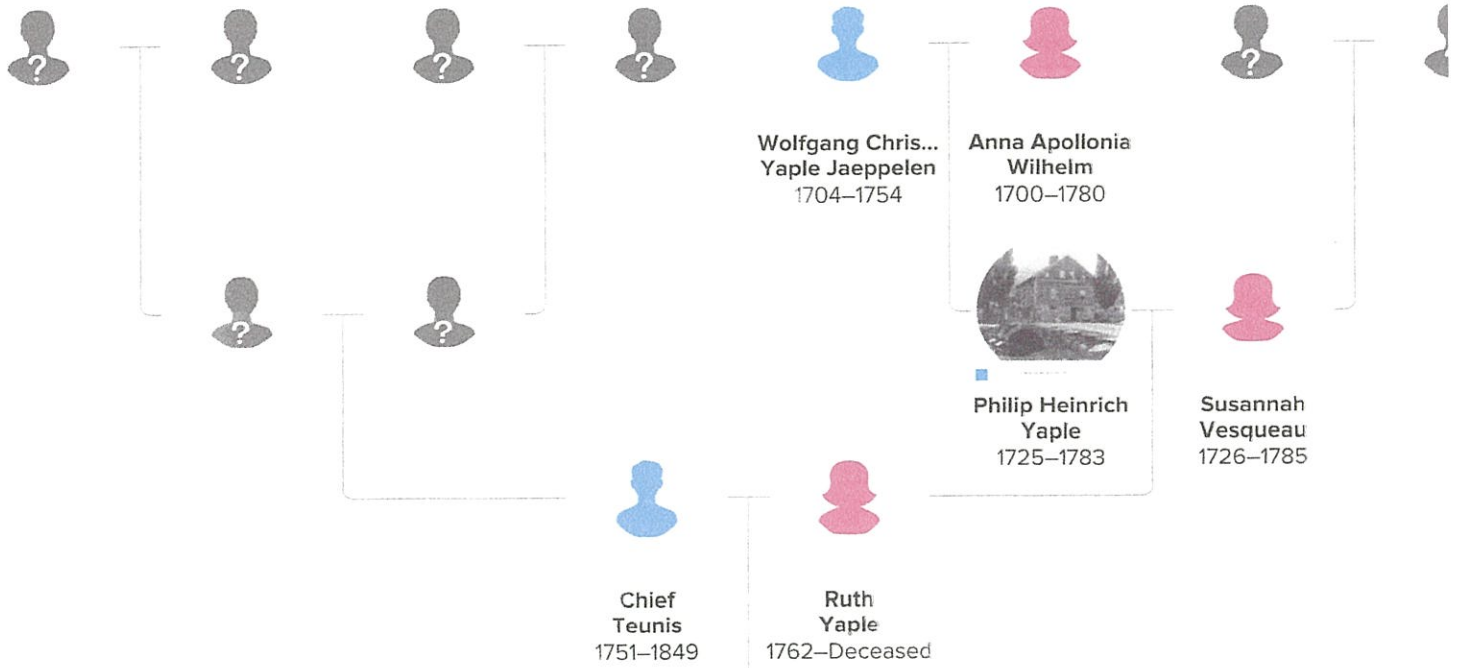 ?
?
?
?
?
Wolfgang Chris...
Yaple Jaeppelen
1704–1754
Anna Apollonia
Wilhelm
1700–1780
?
?
Philip Heinrich
Yaple
1725–1783
Susannah
Vesqueau
1726–1785
Chief
Teunis
1751–1849
Ruth
Yaple
1762–Deceased